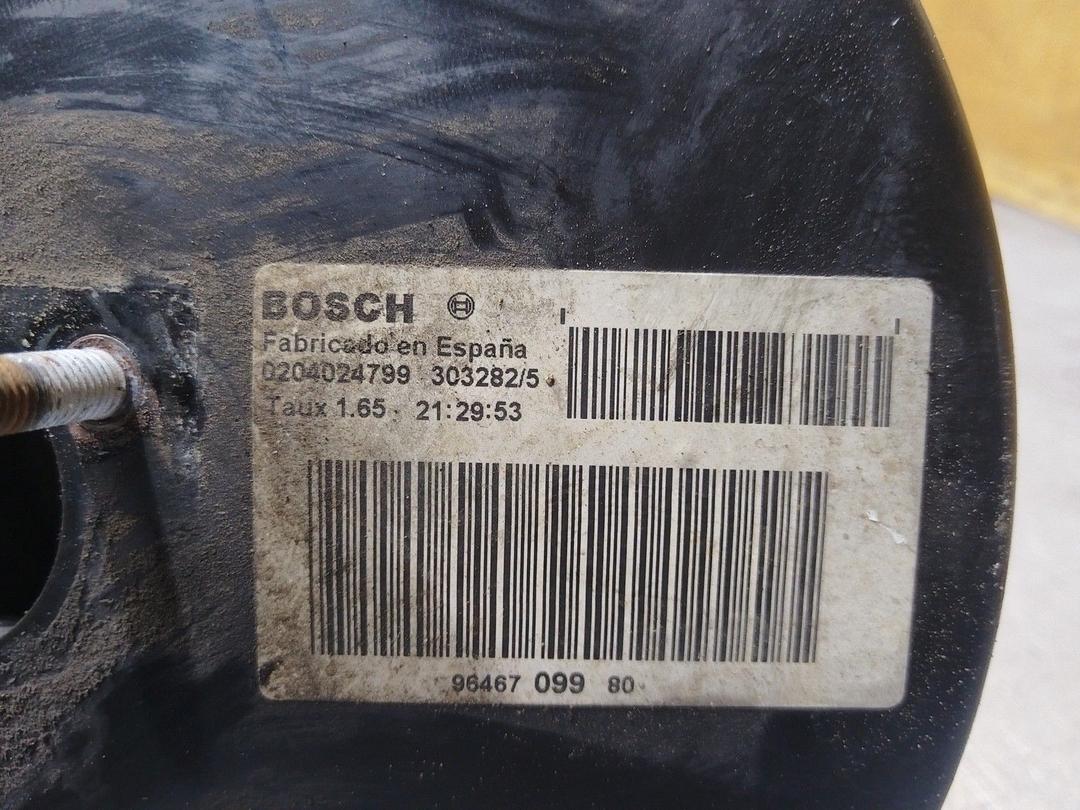 BOSCH
Fabricado en España
0204024799 303282/5
Taux 1.65 21:29:53
96467 099 80